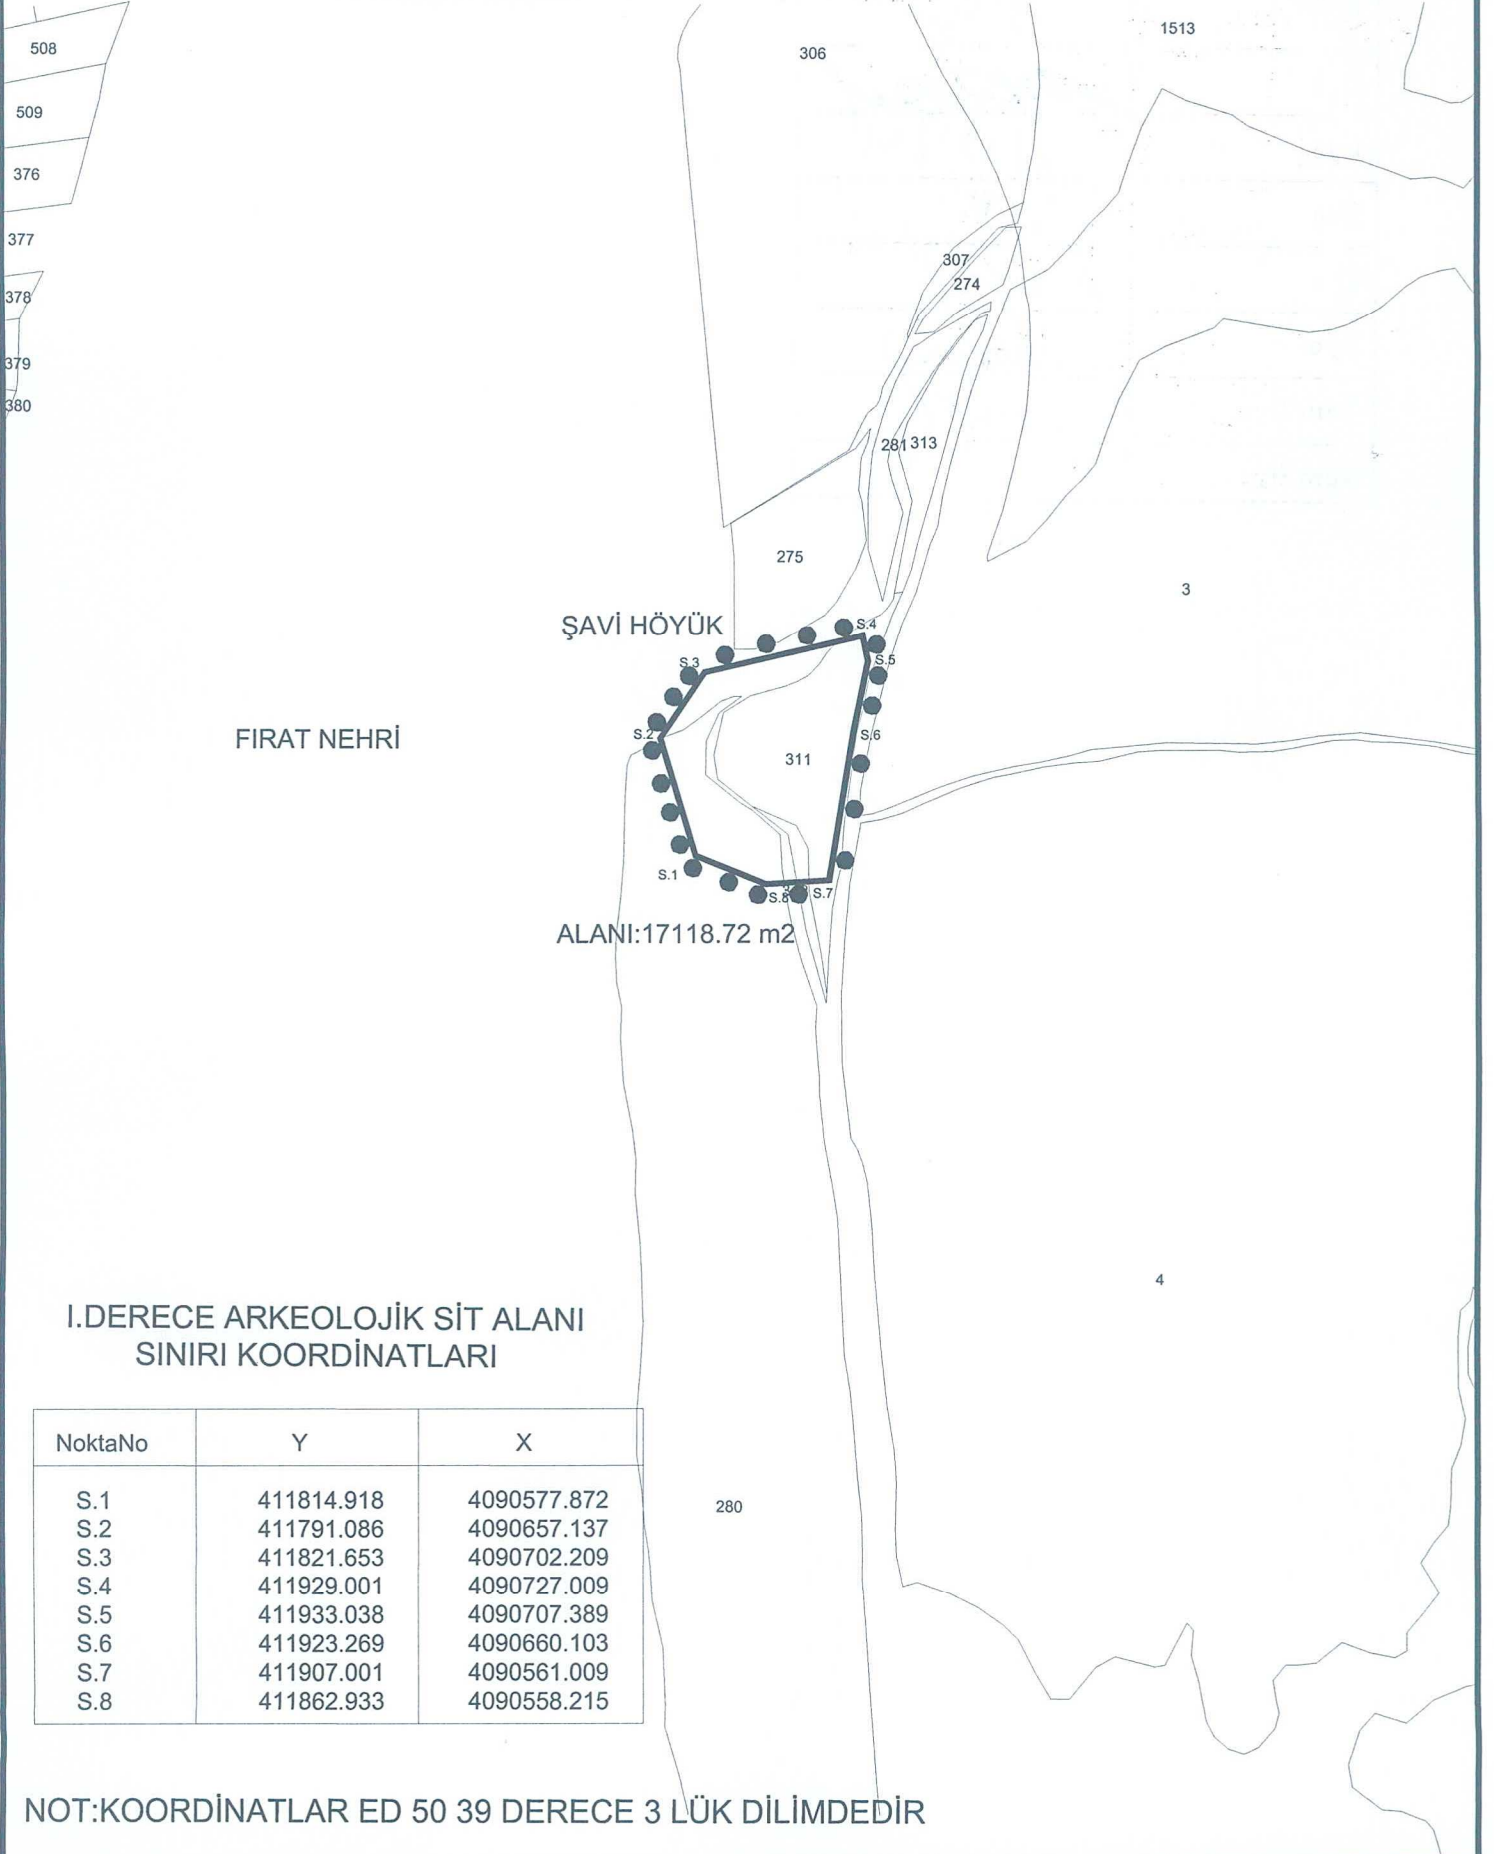 508
306
1513
509
376
377
307
274
378
379
380
281 313
275
3
ŞAVİ HÖYÜK
S.4
S.5
S.3
FIRAT NEHRİ
S.2
S.6
311
S.1
S.8
S.7
ALANI:17118.72 m2
4
I.DERECE ARKEOLOJİK SİT ALANI
SINIRI KOORDİNATLARI
NoktaNo Y X
S.1 411814.918 4090577.872
S.2 411791.086 4090657.137
S.3 411821.653 4090702.209
S.4 411929.001 4090727.009
S.5 411933.038 4090707.389
S.6 411923.269 4090660.103
S.7 411907.001 4090561.009
S.8 411862.933 4090558.215
280
NOT:KOORDİNATLAR ED 50 39 DERECE 3 LÜK DİLİMDEDİR